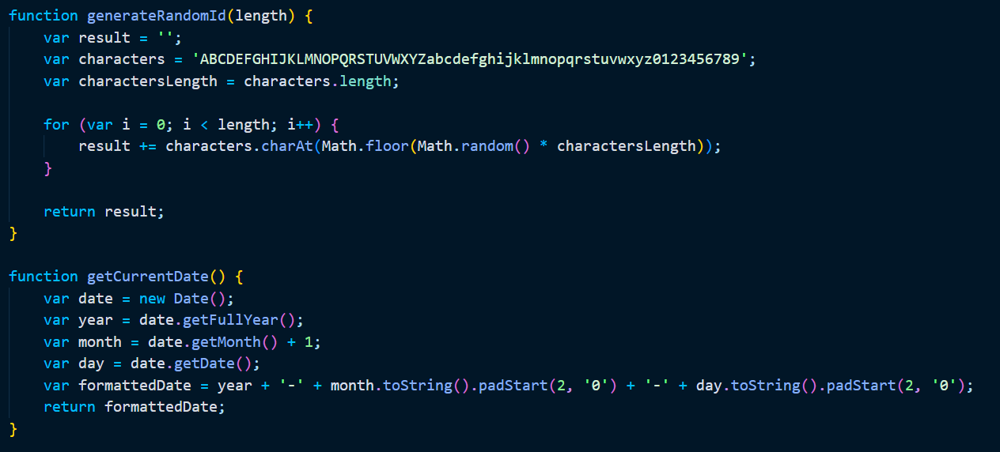 function generateRandomId(length) {
    var result = '';
    var characters = 'ABCDEFGHIJKLMNOPQRSTUVWXYZabcdefghijklmnopqrstuvwxyz0123456789';
    var charactersLength = characters.length;

    for (var i = 0; i < length; i++) {
        result += characters.charAt(Math.floor(Math.random() * charactersLength));
    }

    return result;
}

function getCurrentDate() {
    var date = new Date();
    var year = date.getFullYear();
    var month = date.getMonth() + 1;
    var day = date.getDate();
    var formattedDate = year + '-' + month.toString().padStart(2, '0') + '-' + day.toString().padStart(2, '0');
    return formattedDate;
}